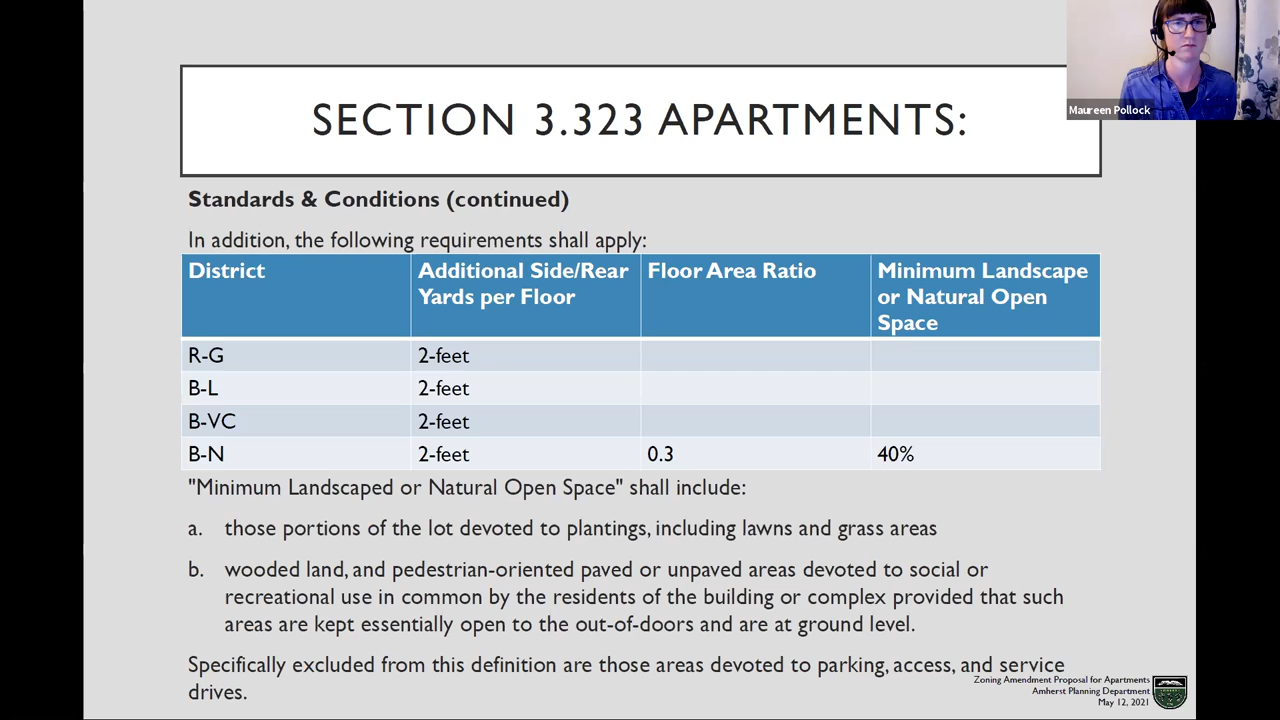 Maureen Pollock
SECTION 3.323 APARTMENTS:
Standards & Conditions (continued)
In addition, the following requirements shall apply:
District
Additional Side/Rear
Yards per Floor
Floor Area Ratio
Minimum Landscape
or Natural Open
Space
R-G
2-feet
B-L
2-feet
B-VC
2-feet
B-N
2-feet
0.3
40%
"Minimum Landscaped or Natural Open Space" shall include:
a. those portions of the lot devoted to plantings, including lawns and grass areas
b. wooded land, and pedestrian-oriented paved or unpaved areas devoted to social or
recreational use in common by the residents of the building or complex provided that such
areas are kept essentially open to the out-of-doors and are at ground level.
Specifically excluded from this definition are those areas devoted to parking, access, and service
drives.
Zoning Amendment Proposal for Apartments
Amherst Planning Department
May 12, 2021